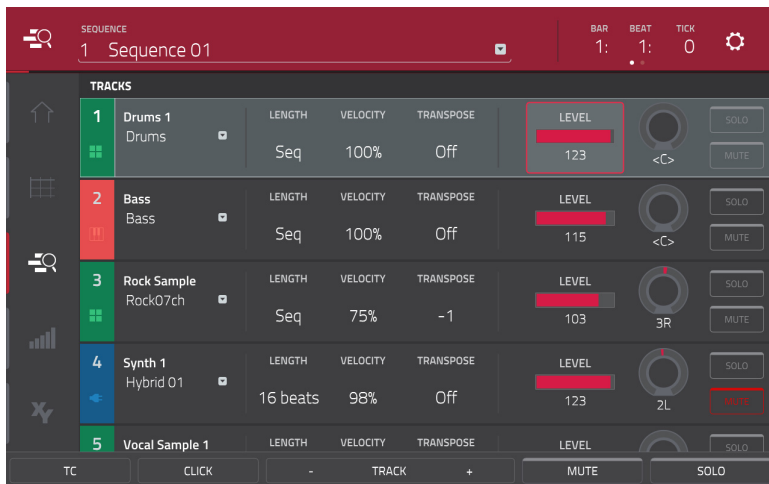 SEQUENCE
1 Sequence 01
BAR BEAT TICK
1: 1: 0
TRACKS
1 Drums 1 LENGTH VELOCITY TRANSPOSE LEVEL SOLO
Drums Seq 100% Off 123 <C> MUTE
2 Bass LENGTH VELOCITY TRANSPOSE LEVEL SOLO
Bass Seq 100% Off 115 <C> MUTE
3 Rock Sample LENGTH VELOCITY TRANSPOSE LEVEL SOLO
Rock07ch Seq 75% -1 103 3R MUTE
4 Synth 1 LENGTH VELOCITY TRANSPOSE LEVEL SOLO
Hybrid 01 16 beats 98% Off 123 2L MUTE
5 Vocal Sample 1 LENGTH VELOCITY TRANSPOSE LEVEL SOLO
XY
TC CLICK - TRACK + MUTE SOLO